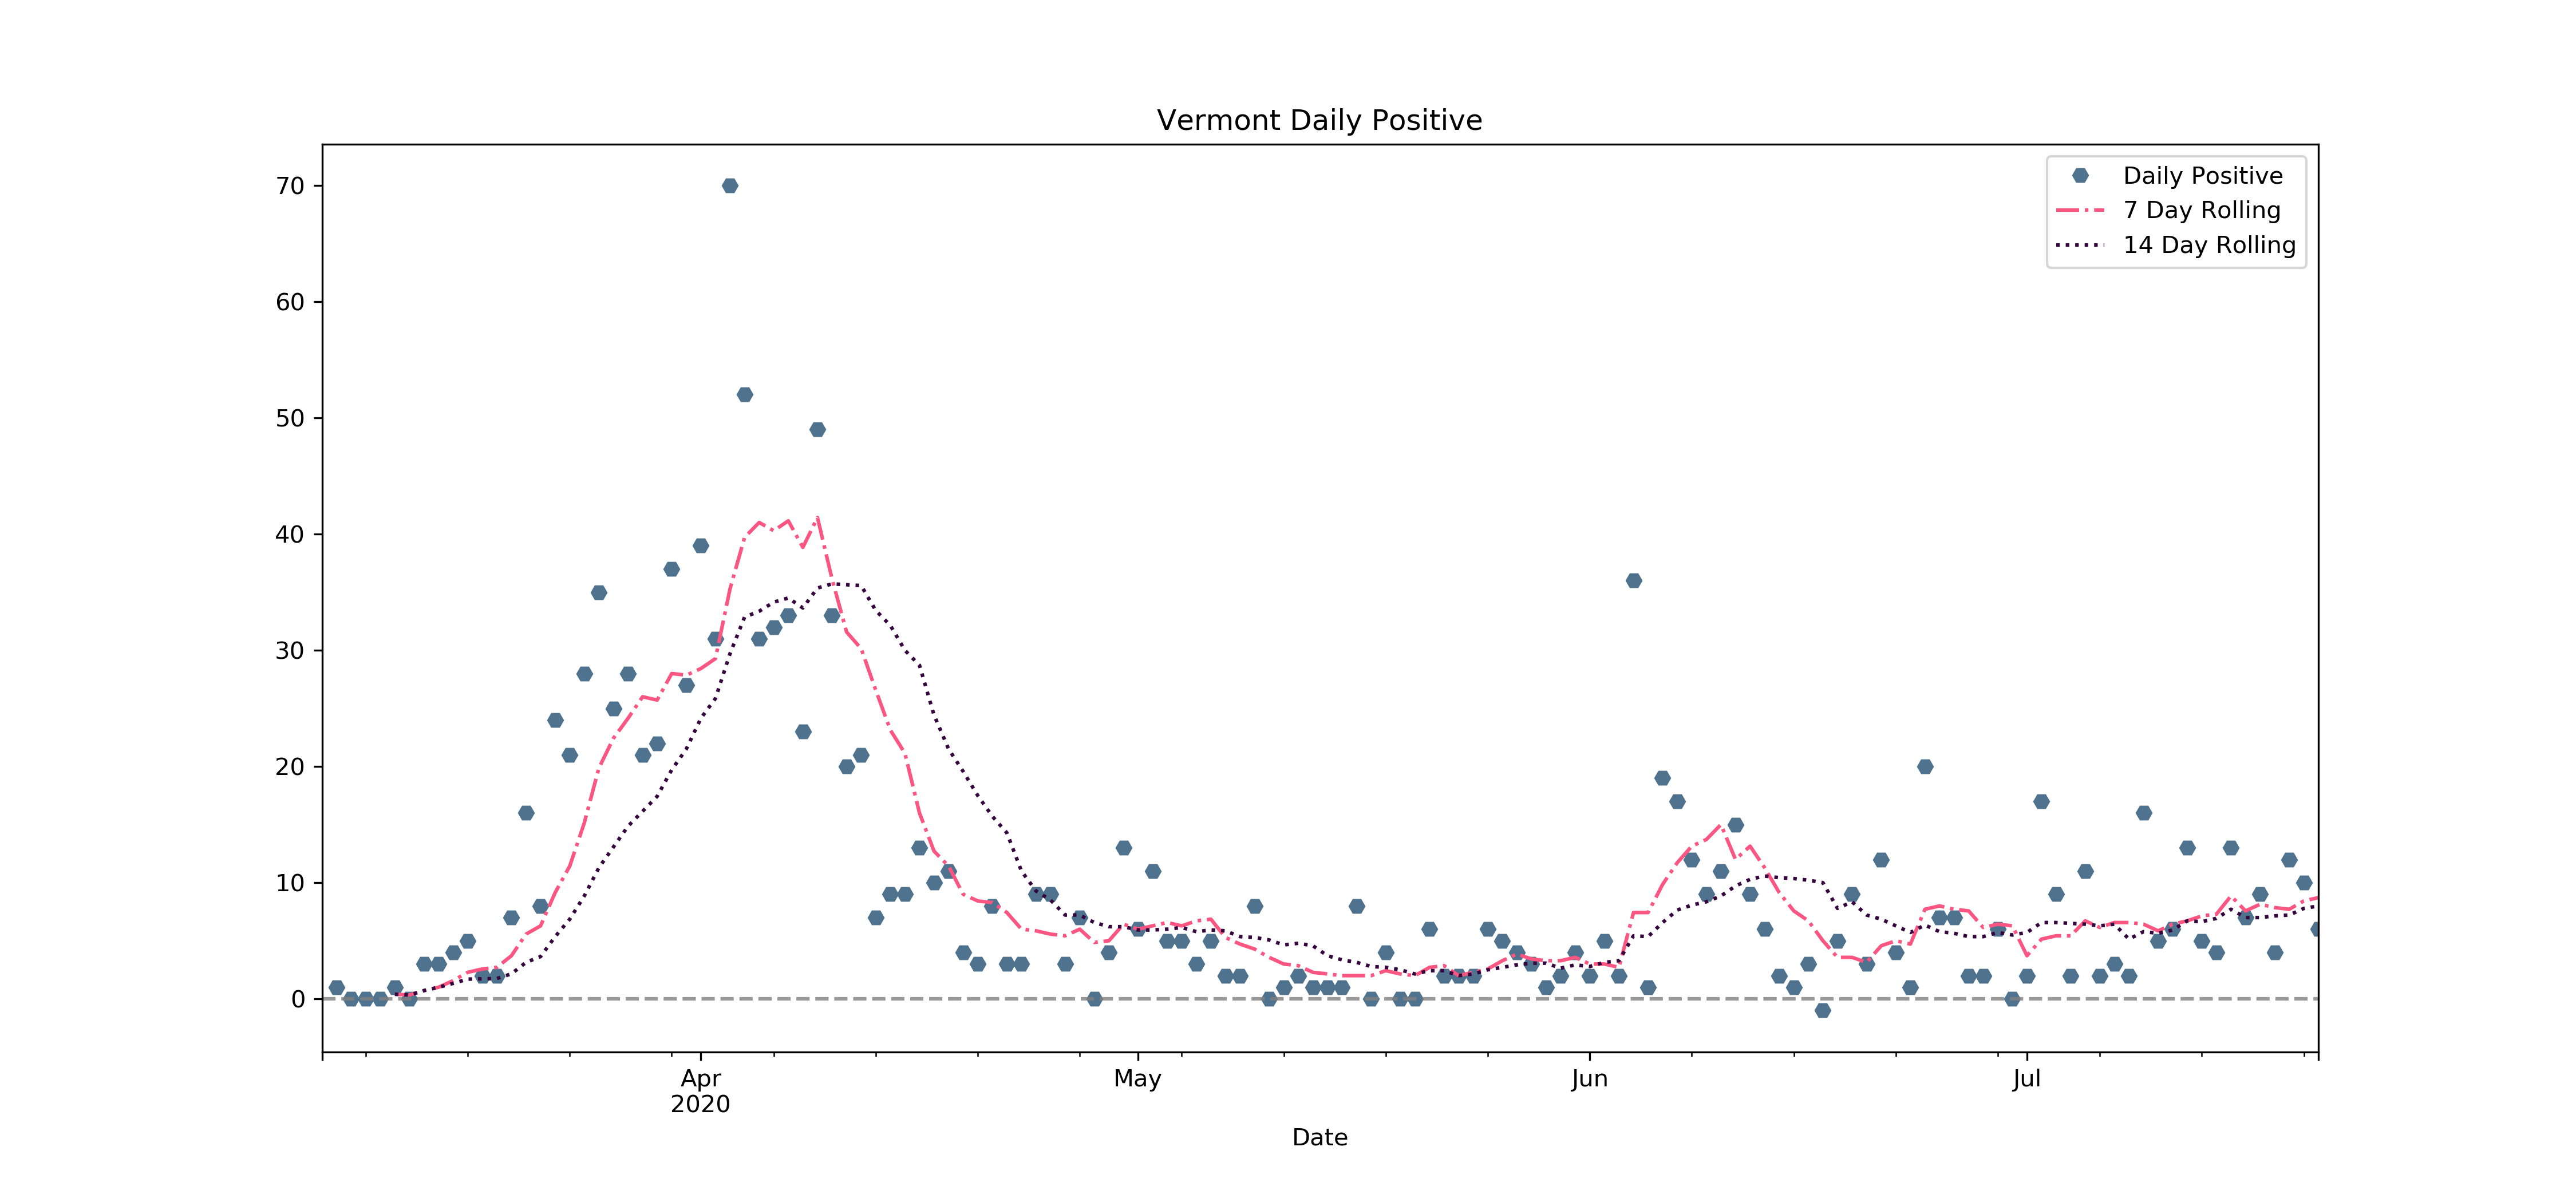 Vermont Daily Positive
Daily Positive
7 Day Rolling
14 Day Rolling
70
60
50
40
30
20
10
0
Apr
2020
May
Jun
Jul
Date